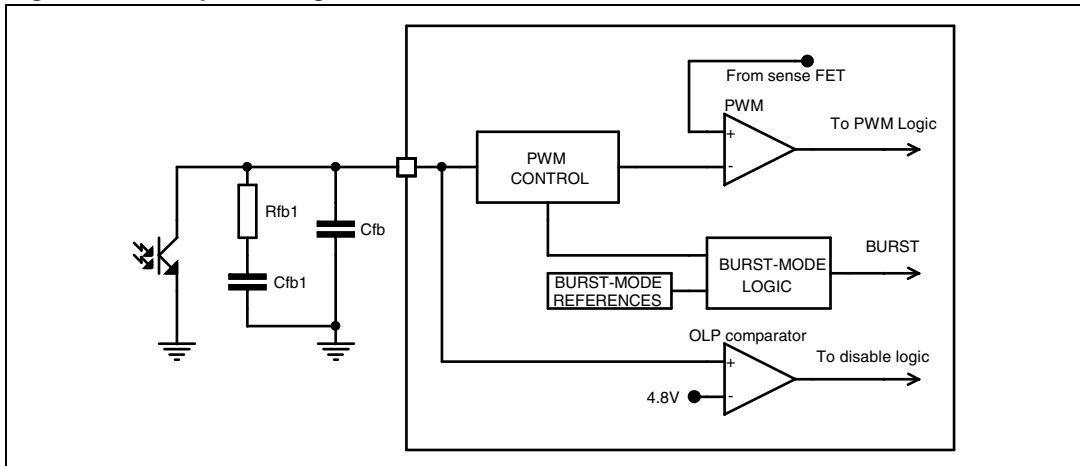 From sense FET
PWM
+
-
To PWM Logic
PWM
CONTROL
Rfb1
Cfb
Cfb1
BURST
BURST-MODE
LOGIC
BURST-MODE
REFERENCES
OLP comparator
+
-
4.8V
To disable logic